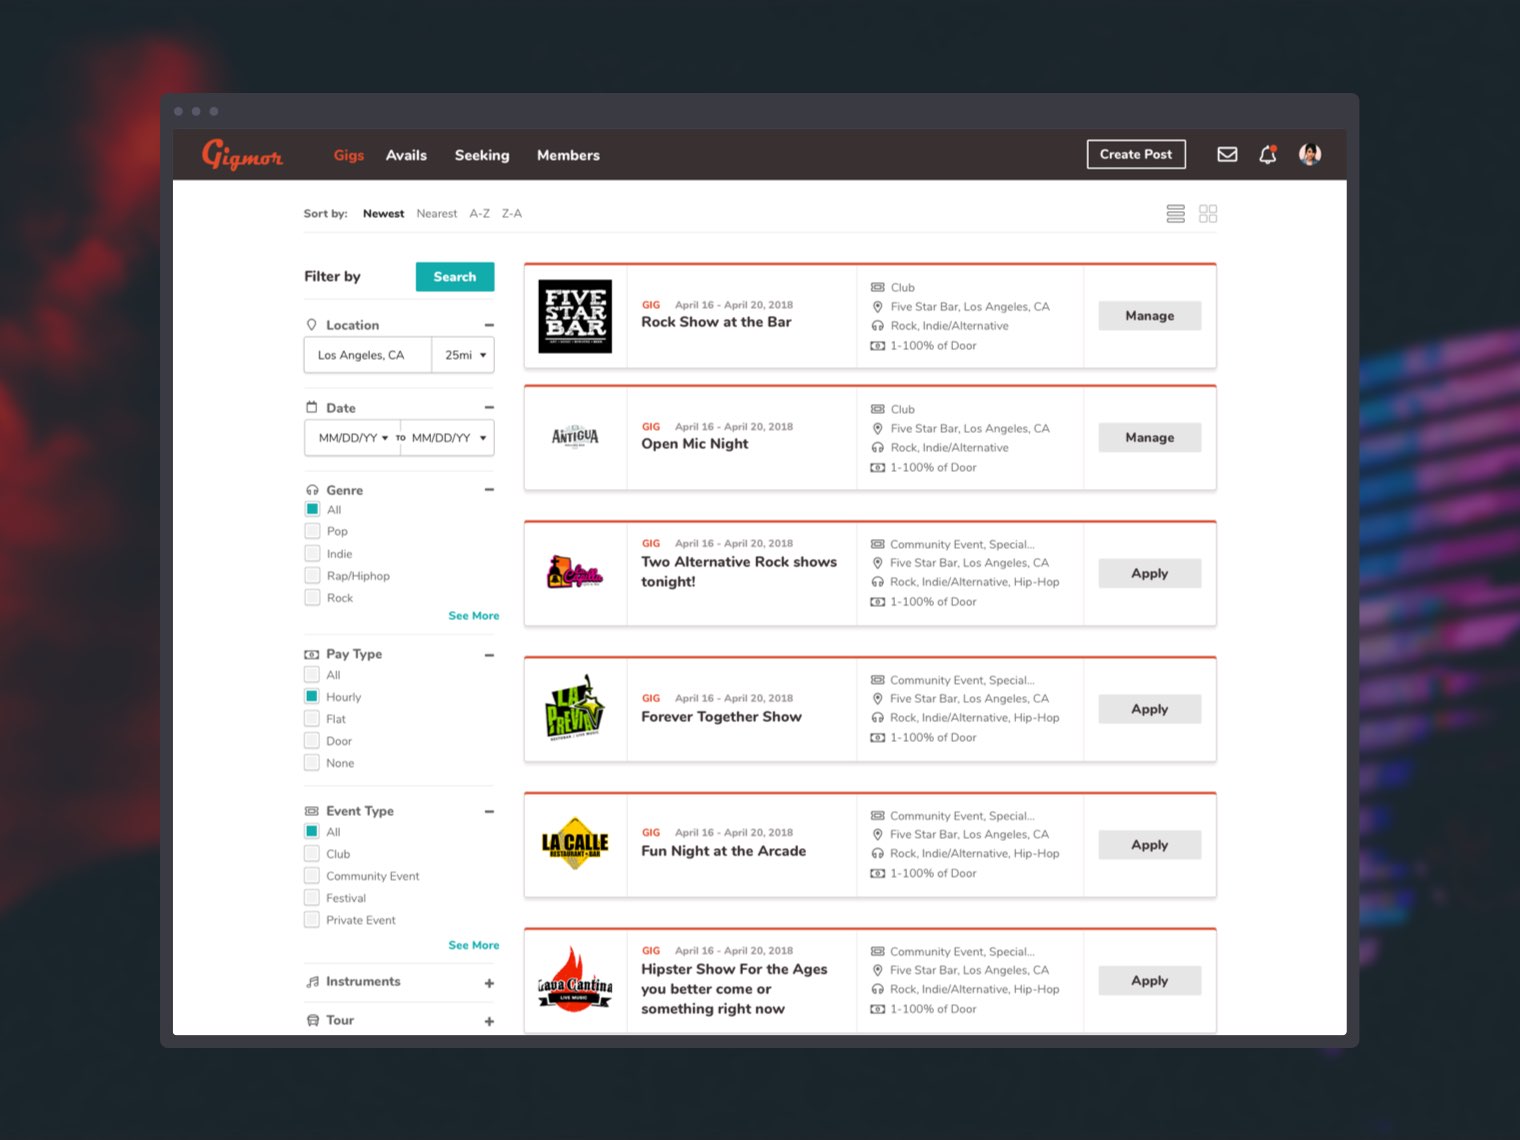 Gigmor
Gigs Avails Seeking Members
Create Post
Sort by: Newest Nearest A-Z Z-A
Filter by
Search
Location
Los Angeles, CA 25mi
Date
MM/DD/YY TO MM/DD/YY
Genre
All
Pop
Indie
Rap/Hiphop
Rock
See More
Pay Type
All
Hourly
Flat
Door
None
Event Type
All
Club
Community Event
Festival
Private Event
See More
Instruments
Tour
FIVE
STAR
BAR
GIG April 16 - April 20, 2018
Rock Show at the Bar
Club
Five Star Bar, Los Angeles, CA
Rock, Indie/Alternative
1-100% of Door
Manage
ANTIGUA
GIG April 16 - April 20, 2018
Open Mic Night
Club
Five Star Bar, Los Angeles, CA
Rock, Indie/Alternative
1-100% of Door
Manage
GIG April 16 - April 20, 2018
Two Alternative Rock shows
tonight!
Community Event, Special...
Five Star Bar, Los Angeles, CA
Rock, Indie/Alternative, Hip-Hop
1-100% of Door
Apply
LA
PREVIA
RESTOBAR - LIVE MUSIC
GIG April 16 - April 20, 2018
Forever Together Show
Community Event, Special...
Five Star Bar, Los Angeles, CA
Rock, Indie/Alternative, Hip-Hop
1-100% of Door
Apply
LA CALLE
RESTAURANT • BAR
GIG April 16 - April 20, 2018
Fun Night at the Arcade
Community Event, Special...
Five Star Bar, Los Angeles, CA
Rock, Indie/Alternative, Hip-Hop
1-100% of Door
Apply
Lava Cantina
LIVE MUSIC
GIG April 16 - April 20, 2018
Hipster Show For the Ages
you better come or
something right now
Community Event, Special...
Five Star Bar, Los Angeles, CA
Rock, Indie/Alternative, Hip-Hop
1-100% of Door
Apply